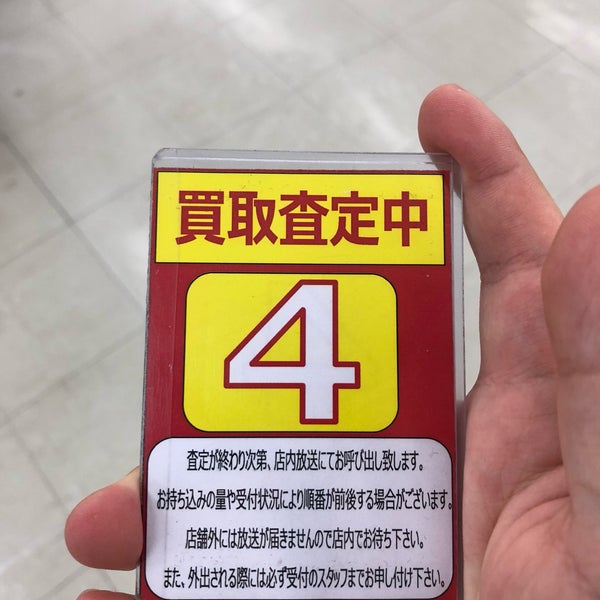 買取査定中
4
査定が終わり次第、店内放送にてお呼び出し致します。
お持ち込みの量や受付状況により順番が前後する場合がございます。
店舗外には放送が届きませんので店内でお待ち下さい。
また、外出される際には必ず受付のスタッフまでお申し付け下さい。